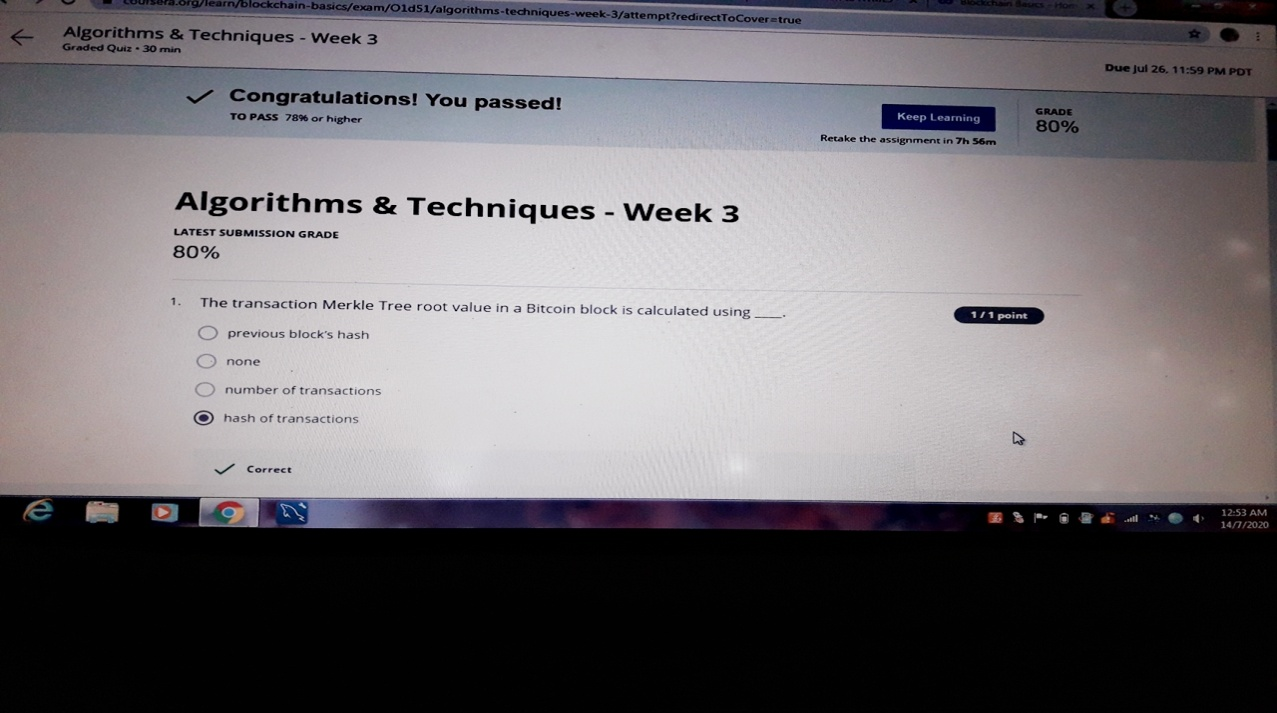 coursera.org/learn/blockchain-basics/exam/O1d51/algorithms-techniques-week-3/attempt?redirectToCover=true
Blockchain Basics - Hom
Algorithms & Techniques - Week 3
Graded Quiz • 30 min
Due Jul 26, 11:59 PM PDT
Congratulations! You passed!
TO PASS 78% or higher
Keep Learning
Retake the assignment in 7h 56m
GRADE
80%
Algorithms & Techniques - Week 3
LATEST SUBMISSION GRADE
80%
1. The transaction Merkle Tree root value in a Bitcoin block is calculated using ____.
1 / 1 point
previous block's hash
none
number of transactions
hash of transactions
Correct
12:53 AM
14/7/2020